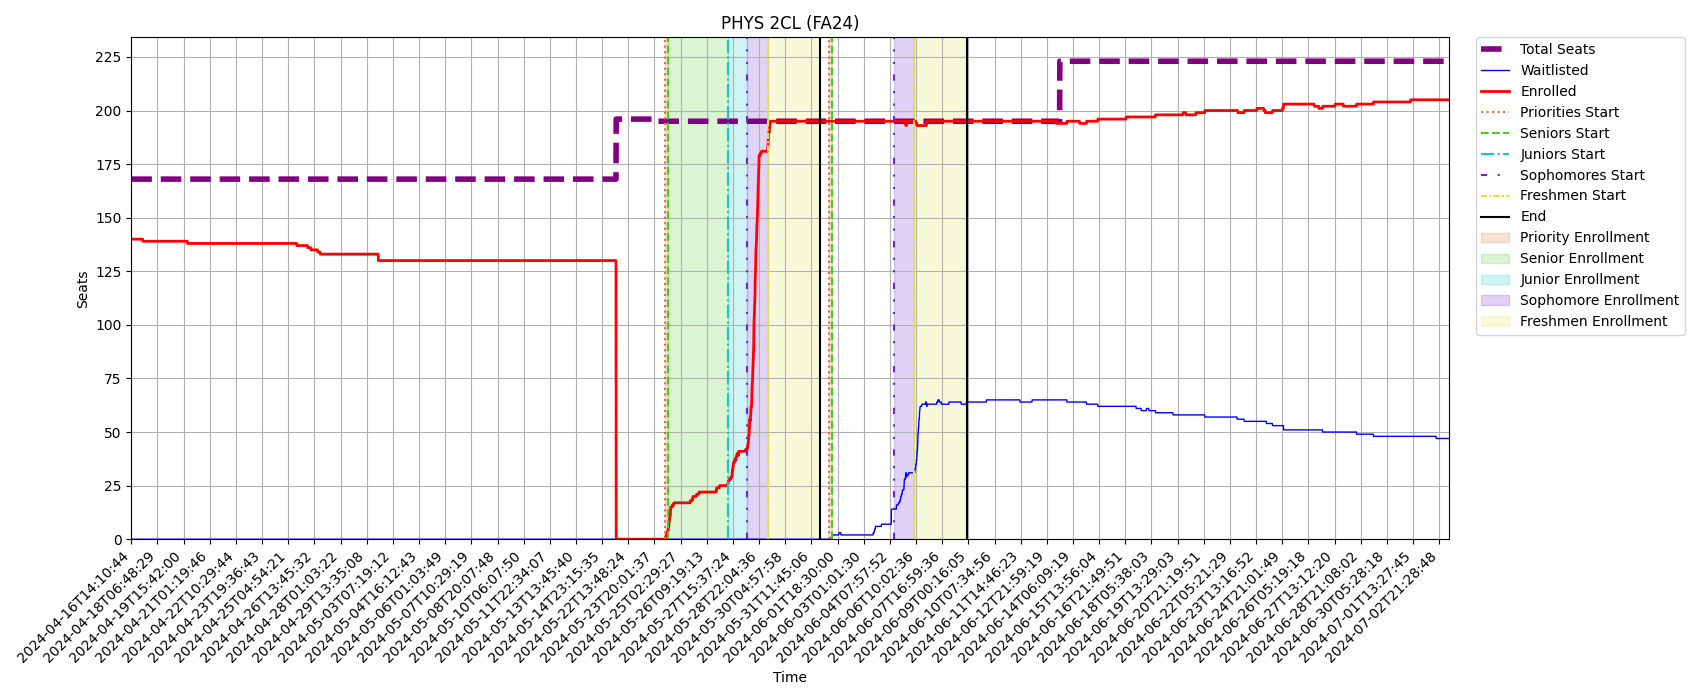 PHYS 2CL (FA24)
Seats
225
200
175
150
125
100
75
50
25
0
2024-04-16T14:10:44
2024-04-18T06:48:29
2024-04-19T15:42:00
2024-04-21T01:19:46
2024-04-22T10:29:44
2024-04-23T19:36:43
2024-04-25T04:54:21
2024-04-26T13:45:32
2024-04-28T01:03:22
2024-04-29T13:35:08
2024-05-03T07:19:12
2024-05-04T16:12:43
2024-05-06T01:03:49
2024-05-07T10:29:19
2024-05-08T20:07:48
2024-05-10T06:07:50
2024-05-11T22:34:07
2024-05-13T13:45:40
2024-05-14T23:15:35
2024-05-22T13:48:24
2024-05-23T20:01:37
2024-05-25T02:29:27
2024-05-26T09:19:13
2024-05-27T15:37:24
2024-05-28T22:04:36
2024-05-30T04:57:58
2024-05-31T11:45:06
2024-06-01T18:30:00
2024-06-03T01:01:30
2024-06-04T07:57:52
2024-06-06T10:02:36
2024-06-07T16:59:36
2024-06-09T00:16:05
2024-06-10T07:34:56
2024-06-11T14:46:23
2024-06-12T21:59:19
2024-06-14T06:09:19
2024-06-15T13:56:04
2024-06-16T21:49:51
2024-06-18T05:38:03
2024-06-19T13:29:03
2024-06-20T21:19:51
2024-06-22T05:21:29
2024-06-23T13:16:52
2024-06-24T21:01:49
2024-06-26T05:19:18
2024-06-27T13:12:20
2024-06-28T21:08:02
2024-06-30T05:28:18
2024-07-01T13:27:45
2024-07-02T21:28:48
Time
Total Seats
Waitlisted
Enrolled
Priorities Start
Seniors Start
Juniors Start
Sophomores Start
Freshmen Start
End
Priority Enrollment
Senior Enrollment
Junior Enrollment
Sophomore Enrollment
Freshmen Enrollment